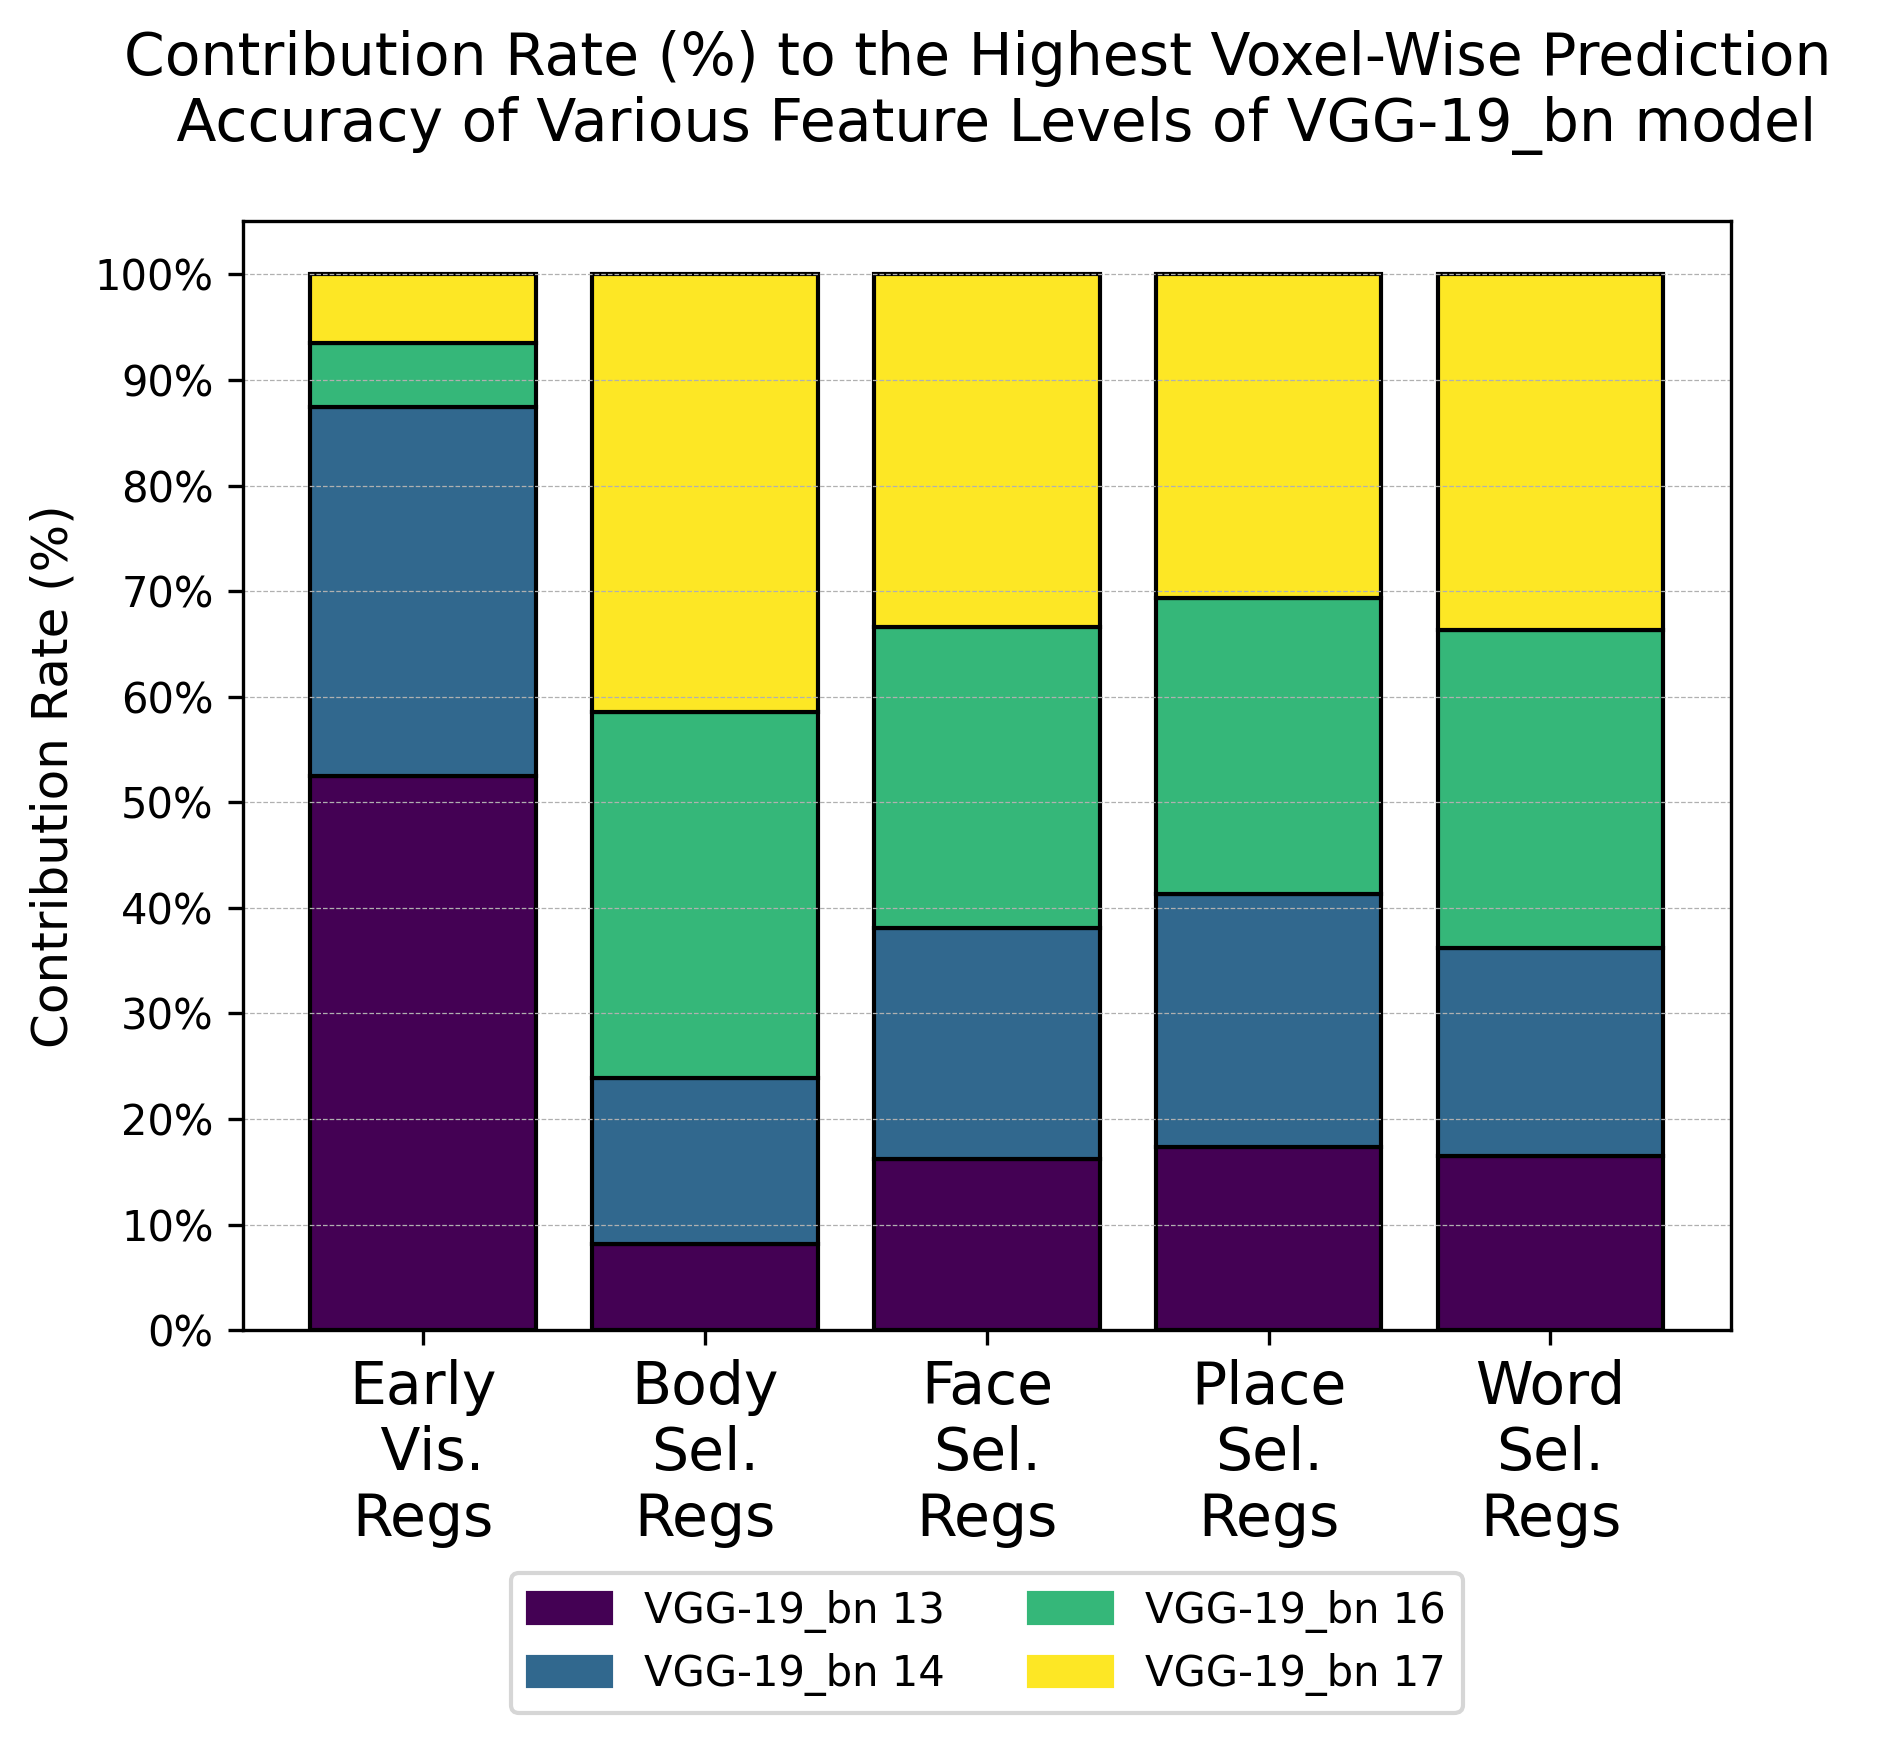 Contribution Rate (%) to the Highest Voxel-Wise Prediction
Accuracy of Various Feature Levels of VGG-19_bn model
Contribution Rate (%)
100%
90%
80%
70%
60%
50%
40%
30%
20%
10%
0%
Early
Vis.
Regs
Body
Sel.
Regs
Face
Sel.
Regs
Place
Sel.
Regs
Word
Sel.
Regs
VGG-19_bn 13
VGG-19_bn 14
VGG-19_bn 16
VGG-19_bn 17